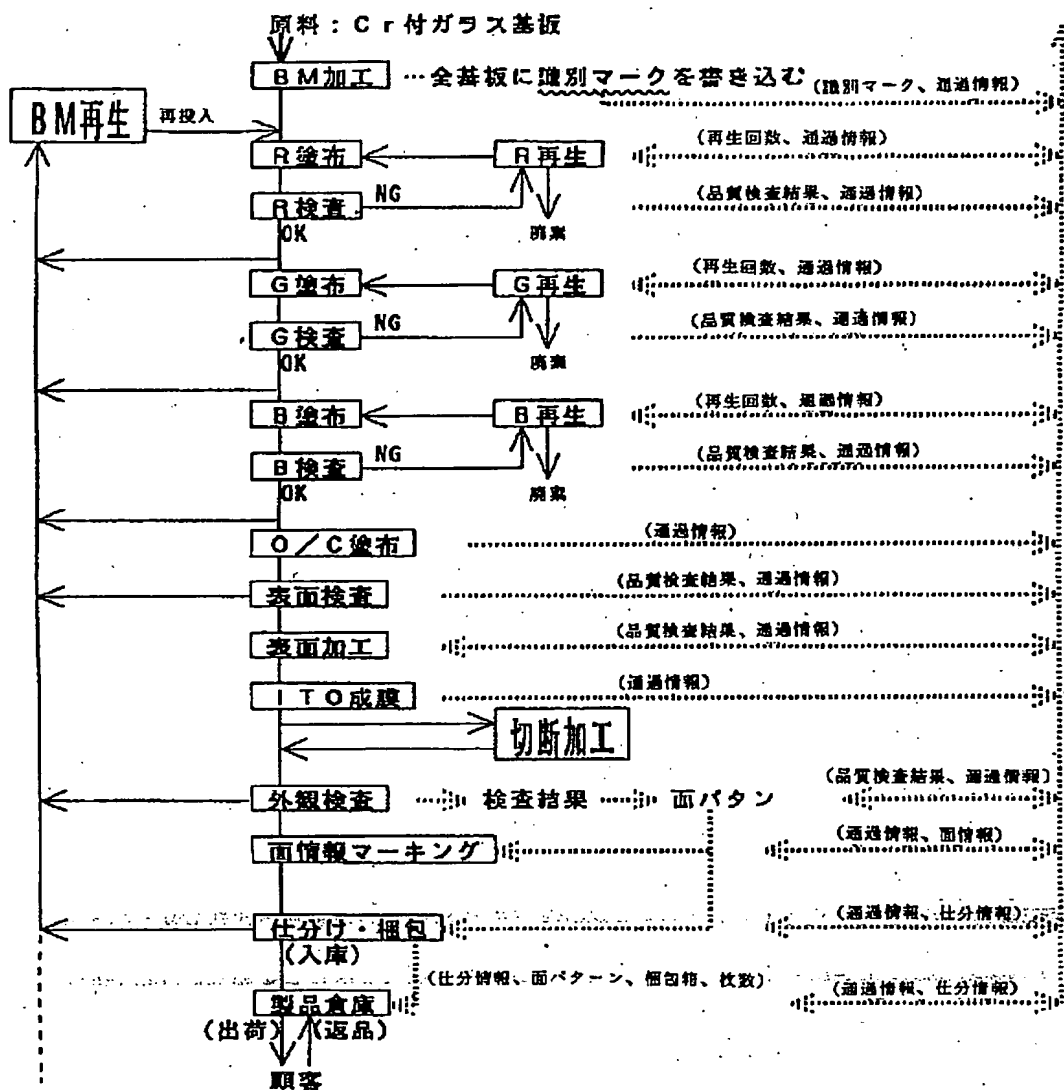 原料：Cr付ガラス基板
BM加工 …全基板に識別マークを書き込む (識別マーク、通過情報)
BM再生 再投入
R塗布 R再生 (再生回数、通過情報)
R検査 NG (品質検査結果、通過情報)
OK 廃棄
G塗布 G再生 (再生回数、通過情報)
G検査 NG (品質検査結果、通過情報)
OK 廃棄
B塗布 B再生 (再生回数、通過情報)
B検査 NG (品質検査結果、通過情報)
OK 廃棄
O／C塗布 (通過情報)
表面検査 (品質検査結果、通過情報)
表面加工 (品質検査結果、通過情報)
ITO成膜 (通過情報)
切断加工
外観検査 検査結果 面パタン (品質検査結果、通過情報)
面情報マーキング (通過情報、面情報)
仕分け・梱包 (通過情報、仕分情報)
(入庫)
(仕分情報、面パターン、梱包箱、枚数)
製品倉庫 (通過情報、仕分情報)
(出荷) (返品)
顧客